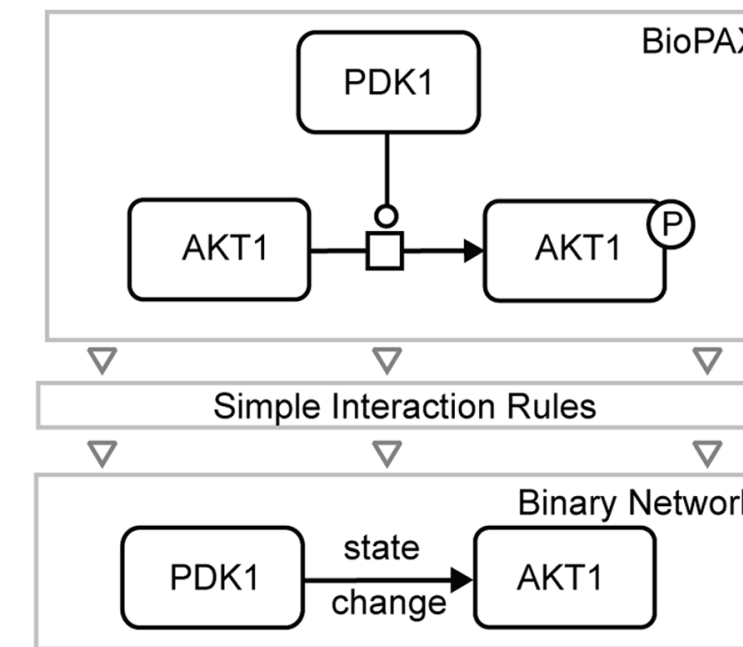 BioPAX
PDK1
AKT1
AKT1
P
Simple Interaction Rules
Binary Network
PDK1
state
change
AKT1